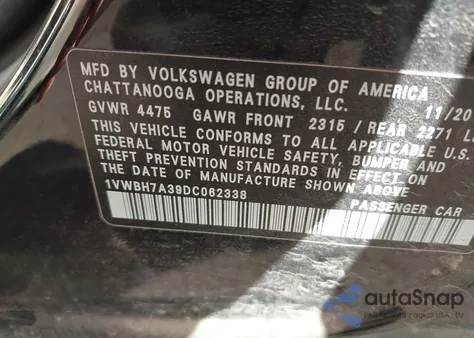 MFD BY VOLKSWAGEN GROUP OF AMERICA
CHATTANOOGA OPERATIONS, LLC. 11/20
GVWR 4475 GAWR FRONT 2315 / REAR 2271 L
THIS VEHICLE CONFORMS TO ALL APPLICABLE U.S.
FEDERAL MOTOR VEHICLE SAFETY, BUMPER AND
THEFT PREVENTION STANDARDS IN EFFECT ON
THE DATE OF MANUFACTURE SHOWN ABOVE
1VWBH7A39DC062338
PASSENGER CAR
autoSnap